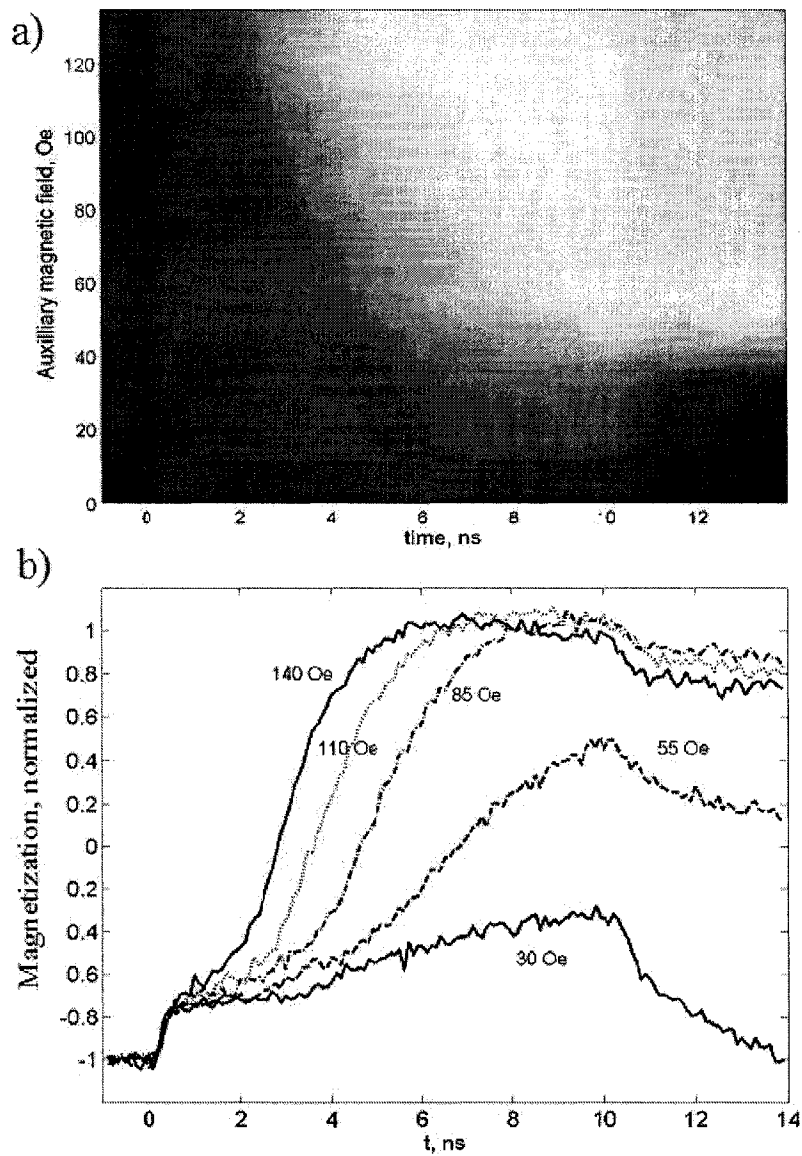 a)
120
100
80
60
40
20
0
Auxilliary magnetic field, Oe
0 2 4 6 8 10 12
time, ns
b)
1
0.8
0.6
0.4
0.2
0
0.2
0.4
0.6
-0.8
-1
Magnetization, normalized
140 Oe
110 Oe
85 Oe
55 Oe
30 Oe
0 2 4 6 8 10 12 14
t, ns